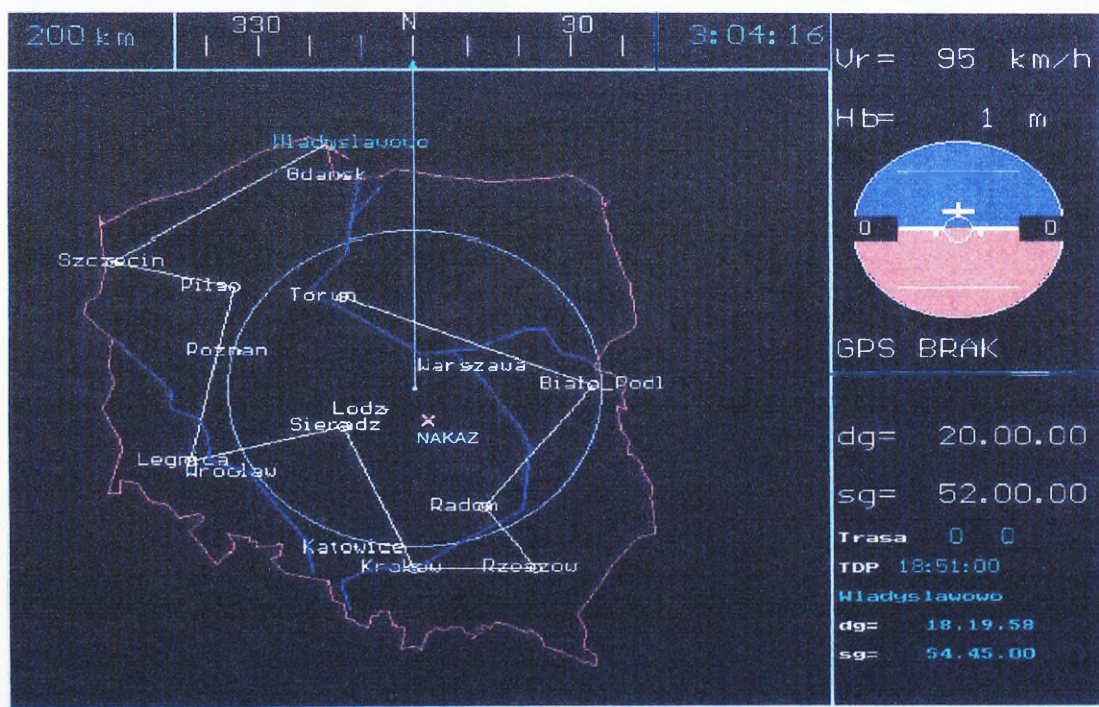 200 km
330 N 30
3:04:16
Vr= 95 km/h
Hb= 1 m
0 0
GPS BRAK
dg= 20.00.00
sg= 52.00.00
Trasa 0 0
TDP 18:51:00
Wladyslawowo
dg= 18.19.58
sg= 54.45.00
Wladyslawowo
Gdansk
Szczecin
Pila
Torun
Poznan
Warszawa
Biala_Podl
Lodz
Sieradz
NAKAZ
Legnica
Wroclaw
Radom
Katowice
Krakow
Rzeszow